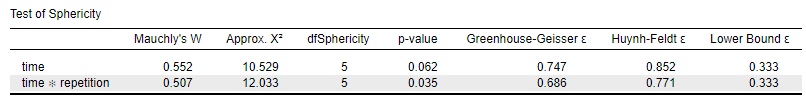 Test of Sphericity
Mauchly's W Approx. X² dfSphericity p-value Greenhouse-Geisser ε Huynh-Feldt ε Lower Bound ε
time 0.552 10.529 5 0.062 0.747 0.852 0.333
time ✻ repetition 0.507 12.033 5 0.035 0.686 0.771 0.333